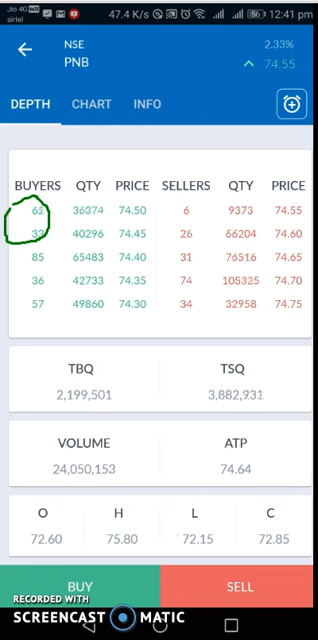 Jio 4G
airtel
47.4 K/s
56
12:41 pm
NSE
2.33%
PNB
74.55
DEPTH CHART INFO
BUYERS QTY PRICE SELLERS QTY PRICE
62 36374 74.50 6 9373 74.55
33 40296 74.45 26 66204 74.60
85 65483 74.40 31 76516 74.65
36 42733 74.35 74 105325 74.70
57 49860 74.30 34 32958 74.75
TBQ TSQ
2,199,501 3,882,931
VOLUME ATP
24,050,153 74.64
O H L C
72.60 75.80 72.15 72.85
BUY SELL
RECORDED WITH
SCREENCAST MATIC